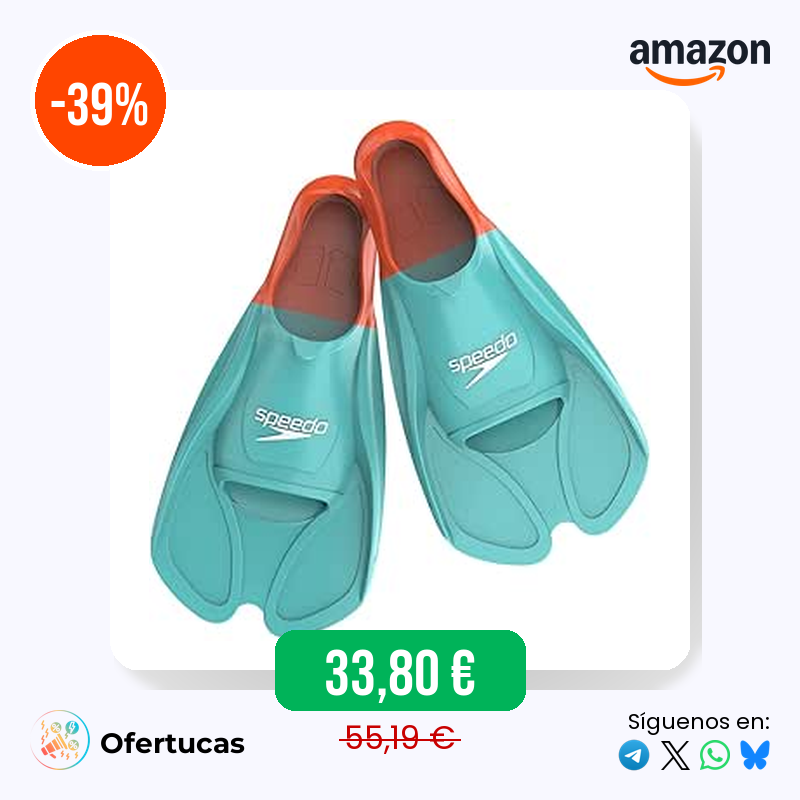 -39%
amazon
speedo
speedo
33,80 €
55,19 €
Ofertucas
Síguenos en: